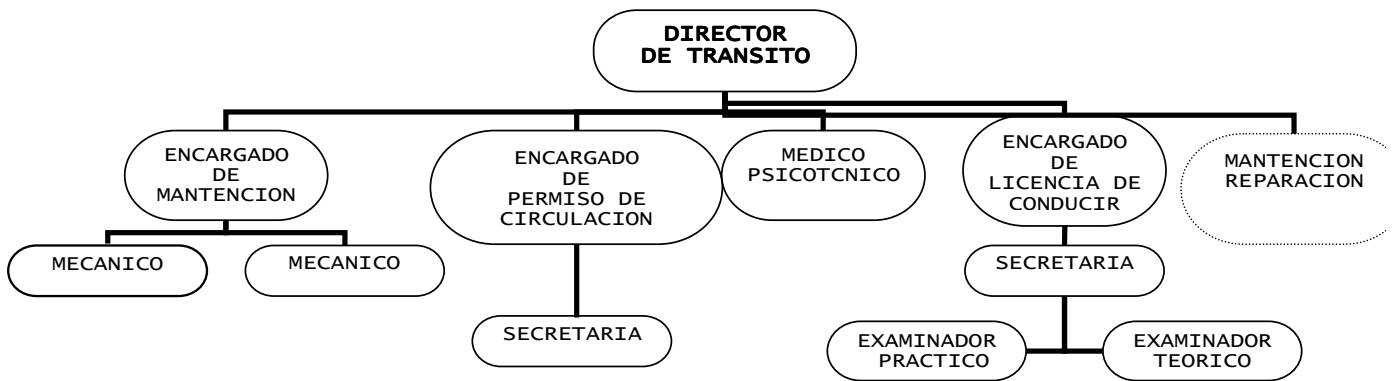 DIRECTOR
DE TRANSITO
ENCARGADO
DE
MANTENCION
ENCARGADO
DE
PERMISO DE
CIRCULACION
MEDICO
PSICOTCNICO
ENCARGADO
DE
LICENCIA DE
CONDUCIR
MANTENCION
REPARACION
MECANICO
MECANICO
SECRETARIA
SECRETARIA
EXAMINADOR
PRACTICO
EXAMINADOR
TEORICO